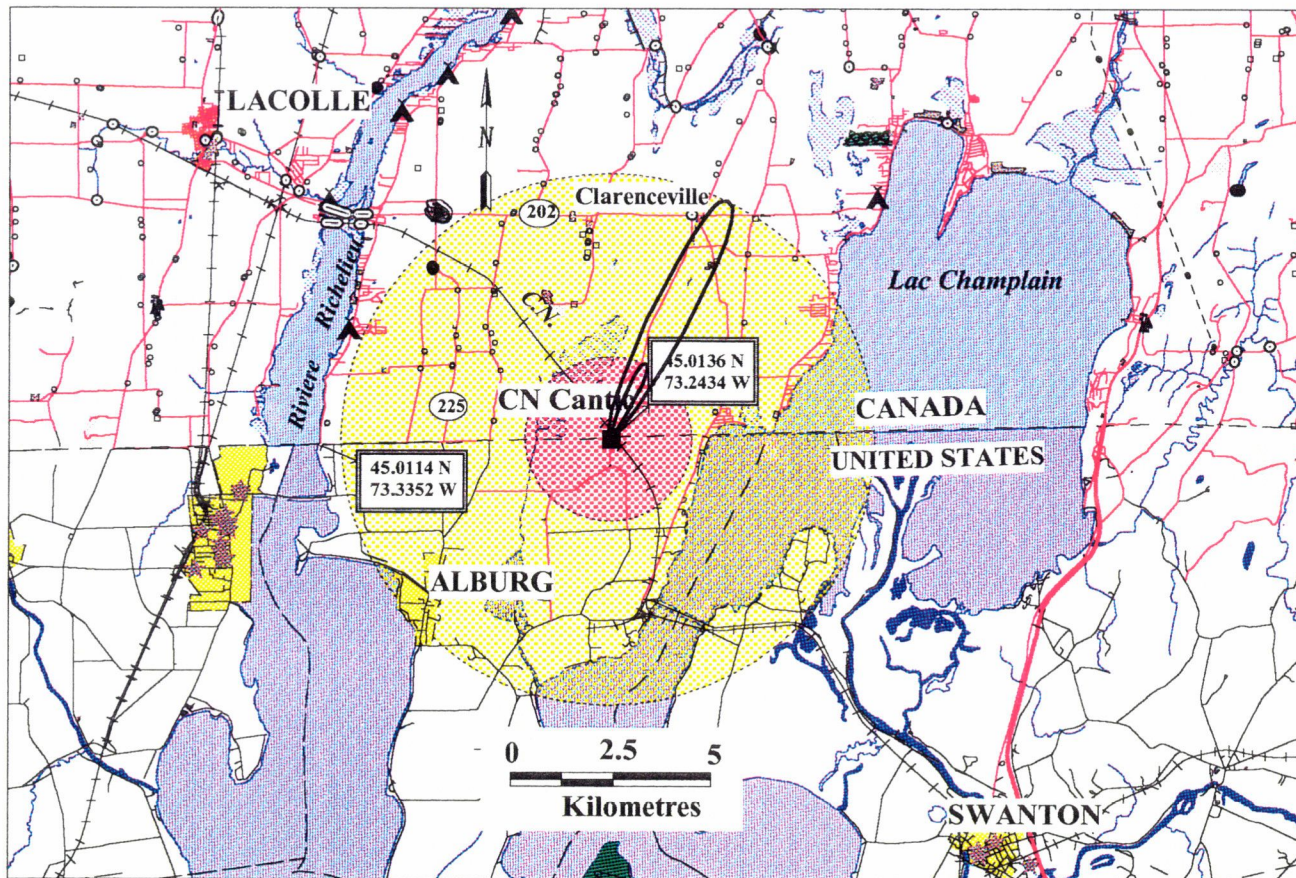 LACOLLE
N
Clarenceville
202
Riviere Richelieu
Lac Champlain
CN.
45.0136 N
73.2434 W
225
CN Cant
CANADA
UNITED STATES
45.0114 N
73.3352 W
ALBURG
0 2.5 5
Kilometres
SWANTON